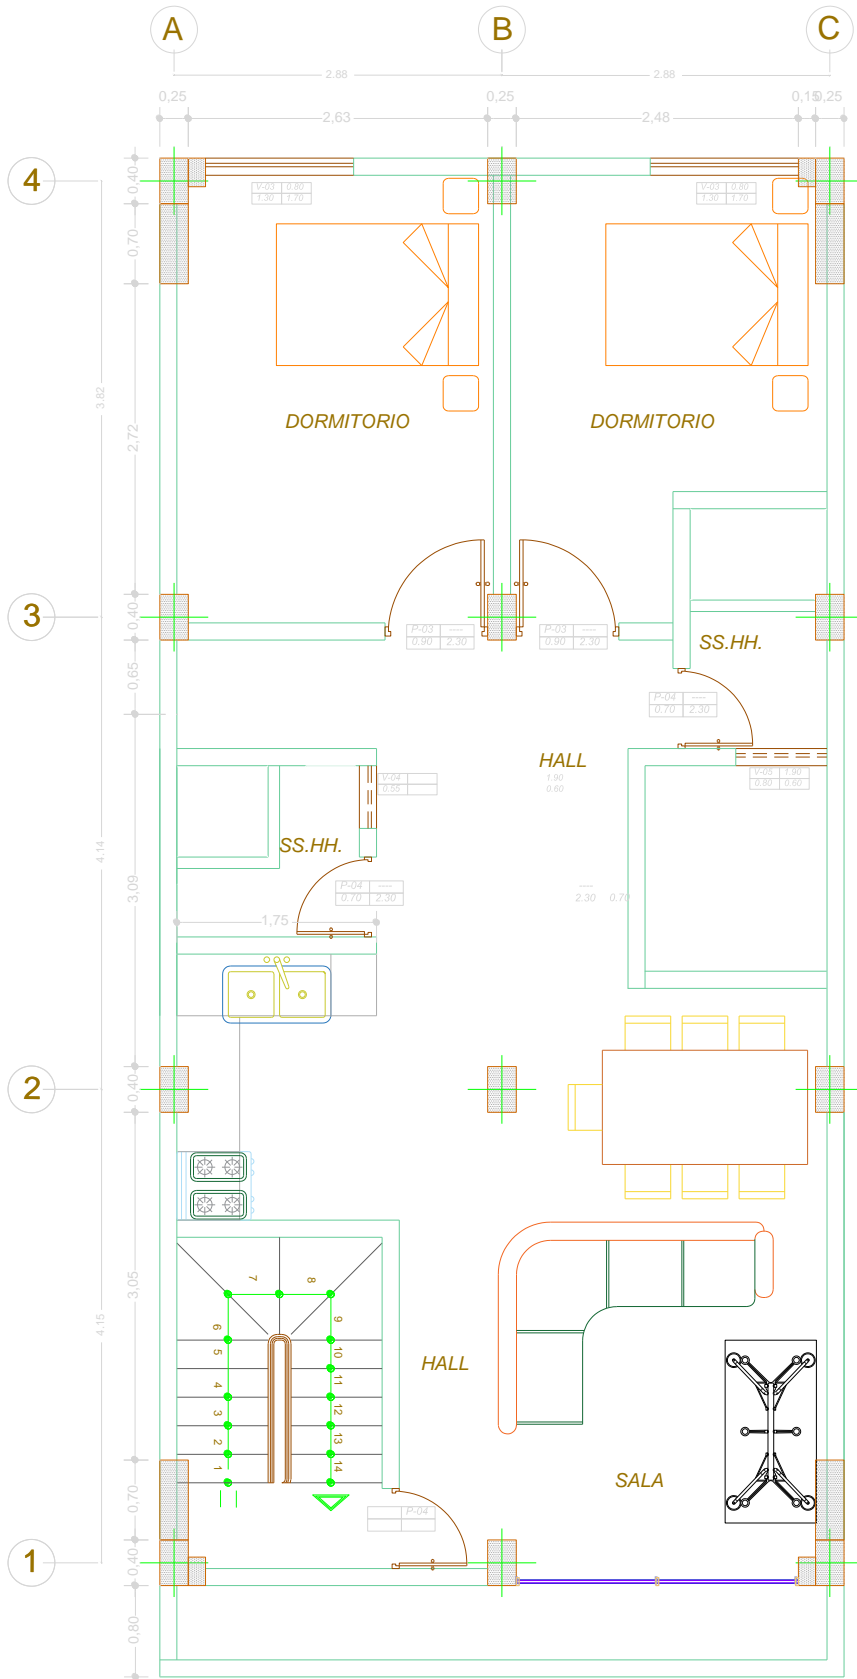 A B C
2.88 2.88
0,25 0,25 0,15 0,25
2,63 2,48
4
0,40
V-03 0.80
1.30 1.70
V-03 0.80
1.30 1.70
0,70
3.82
2,72
DORMITORIO DORMITORIO
3
0,40
P-03 ----
0.90 2.30
P-03 ----
0.90 2.30
SS.HH.
0,65
P-04 ----
0.70 2.30
HALL
1.90
0.60
V-04
0.55
V-05 1.90
0.90 0.60
4.14
SS.HH.
3,09
P-04 ----
0.70 2.30
----
2.30 0.70
1,75
2
0,40
3,05
4.15
7 8
6 9
5 10
4 11
3 12
2 13
1 14
HALL
SALA
0,70
P-04
1
0,40
0,80